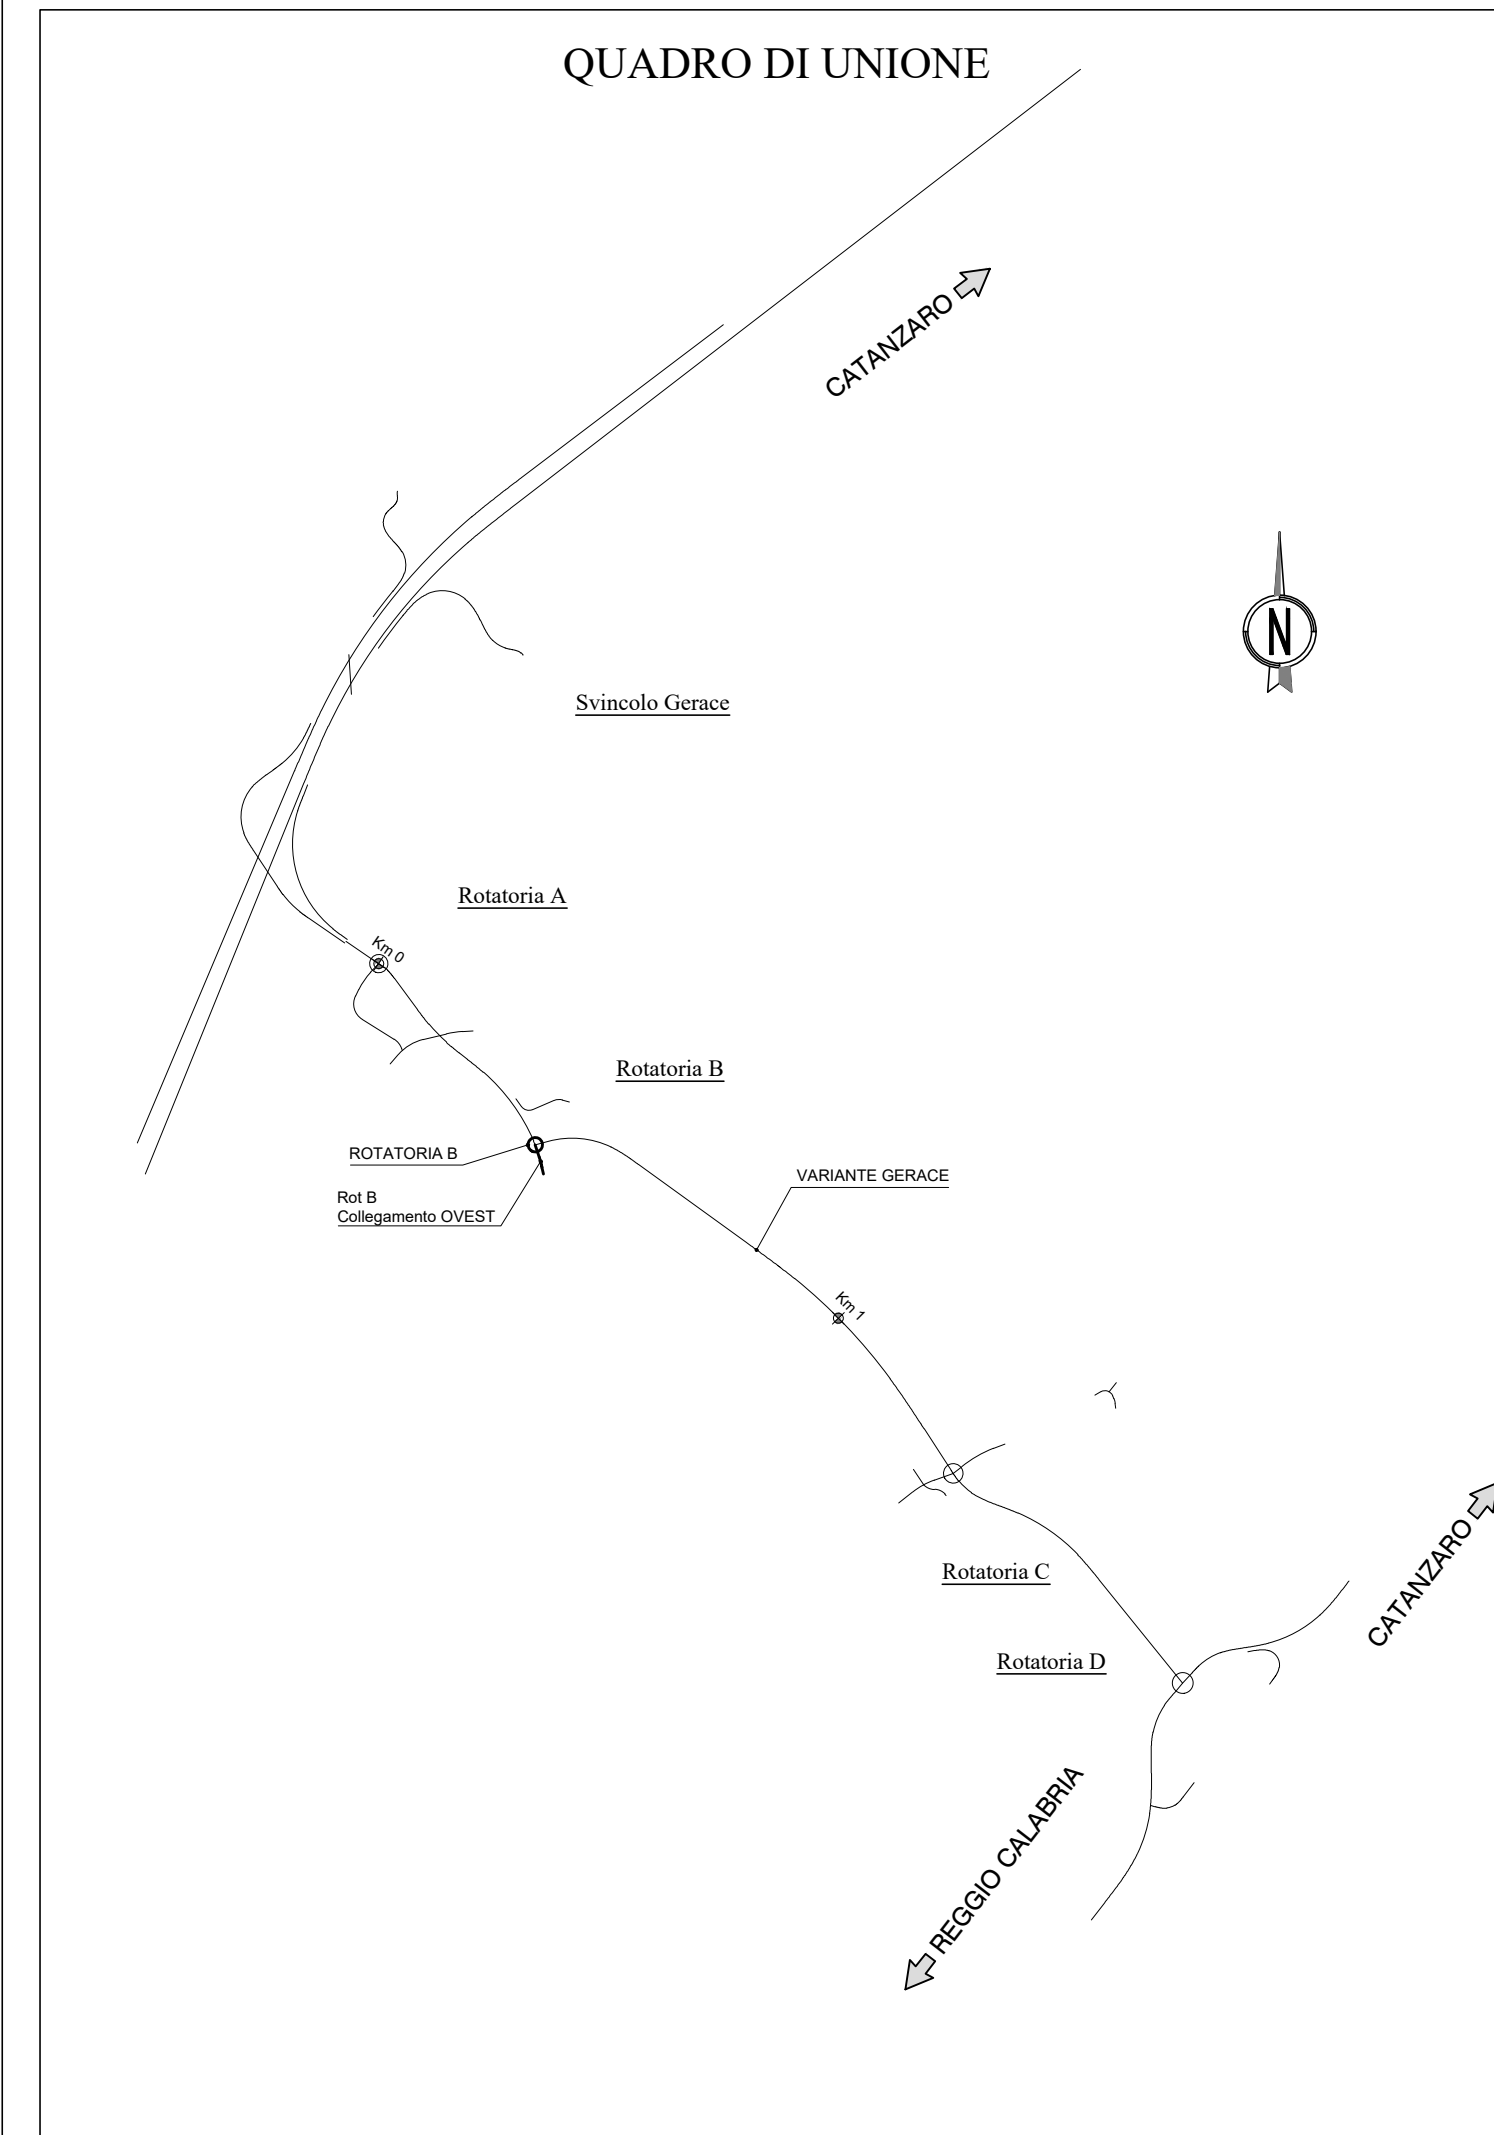 QUADRO DI UNIONE
CATANZARO
N
Svincolo Gerace
Rotatoria A
Km 0
Rotatoria B
ROTATORIA B
VARIANTE GERACE
Rot B
Collegamento OVEST
Km 1
CATANZARO
Rotatoria C
Rotatoria D
REGGIO CALABRIA